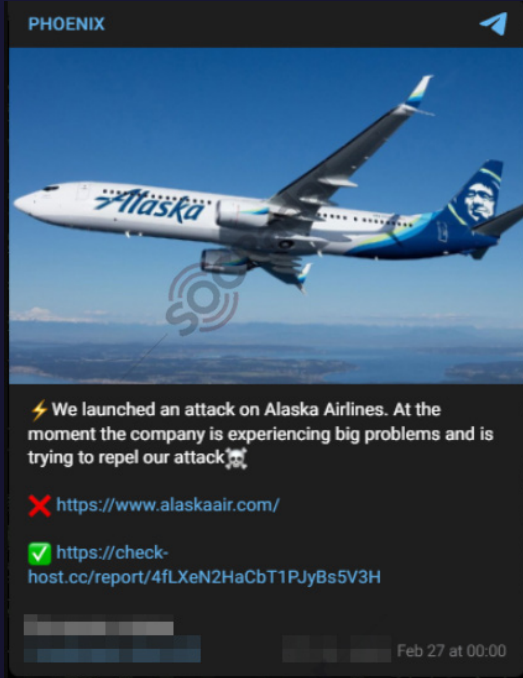 PHOENIX
Alaska
SOC
⚡We launched an attack on Alaska Airlines. At the
moment the company is experiencing big problems and is
trying to repel our attack☠️
❌ https://www.alaskaair.com/
✅ https://check-
host.cc/report/4fLXeN2HaCbT1PJyBs5V3H
Feb 27 at 00:00